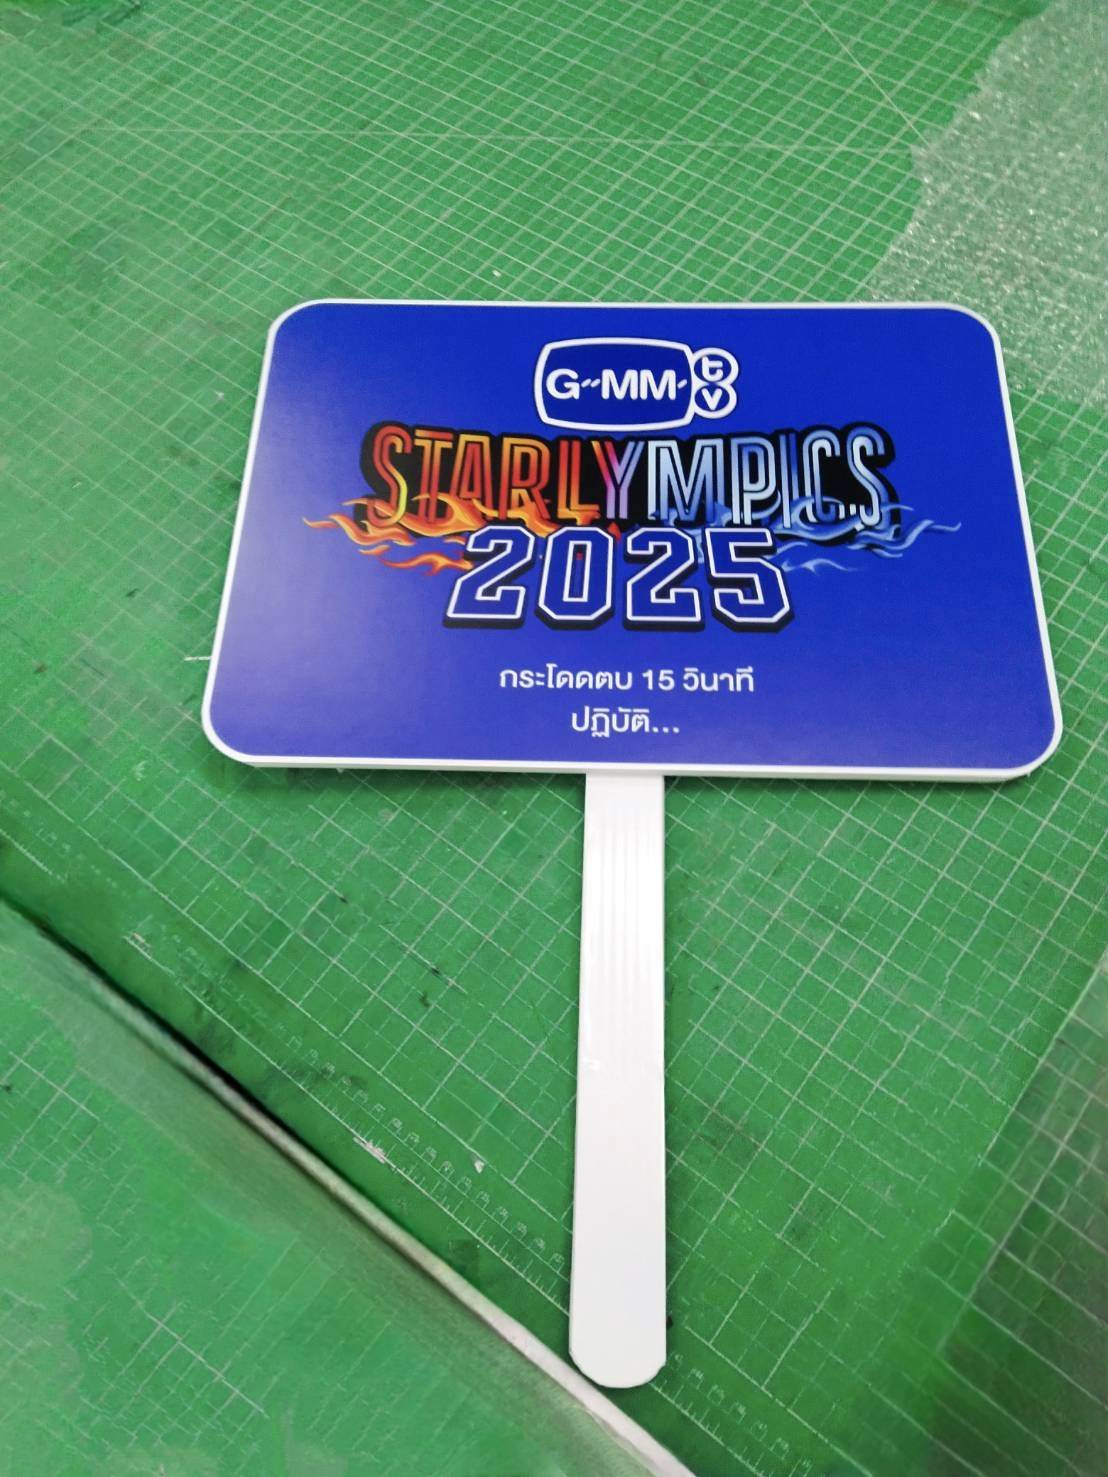 G-MM- tv
STARLYMPICS
2025
กระโดดตบ 15 วินาที
ปฏิบัติ...